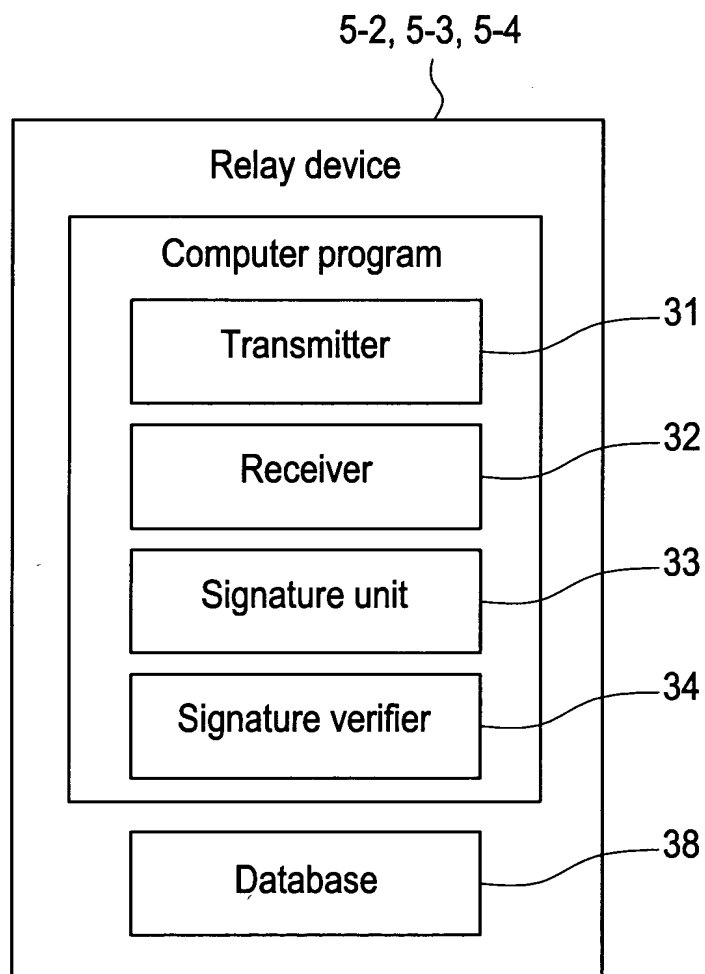 5-2, 5-3, 5-4
Relay device
Computer program
Transmitter
31
Receiver
32
Signature unit
33
Signature verifier
34
Database
38